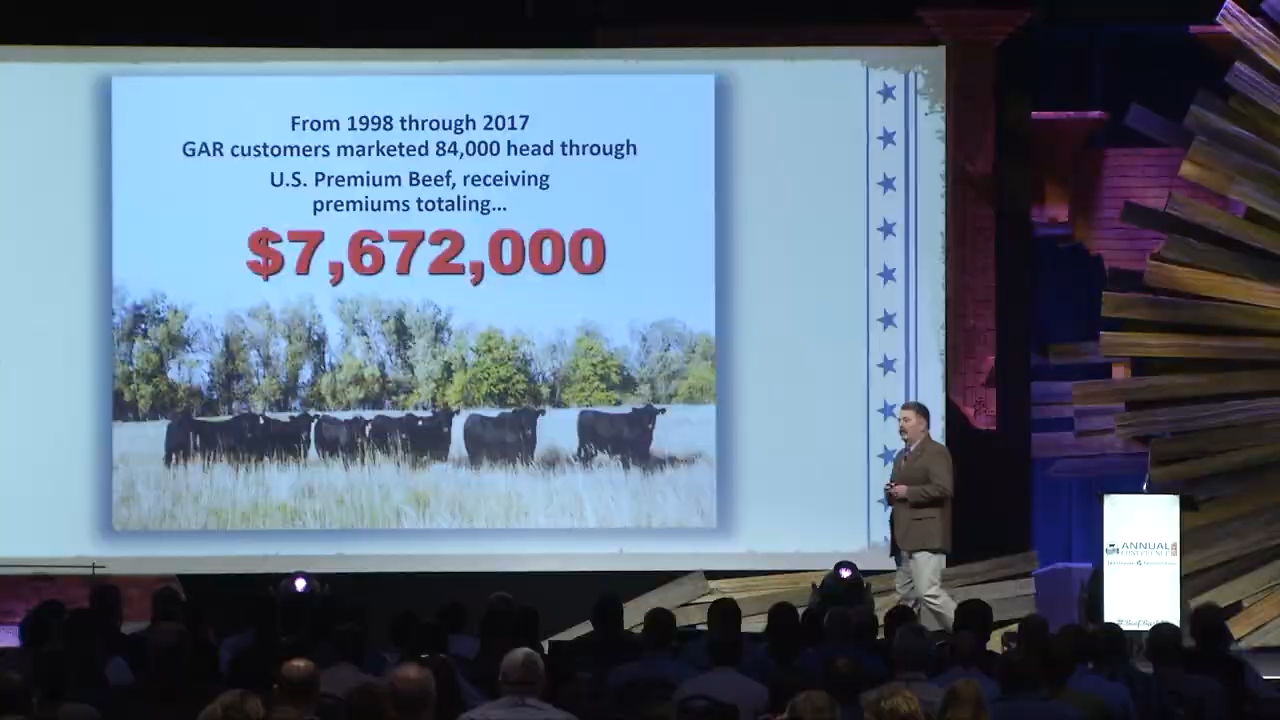 From 1998 through 2017
GAR customers marketed 84,000 head through
U.S. Premium Beef, receiving
premiums totaling...
$7,672,000
ANNUAL
CONFERENCE